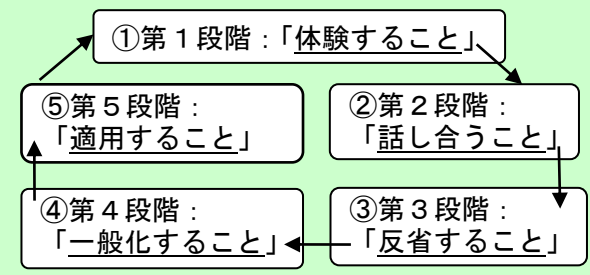 ①第１段階：「体験すること」
②第２段階：
「話し合うこと」
③第３段階：
「反省すること」
④第４段階：
「一般化すること」
⑤第５段階：
「適用すること」